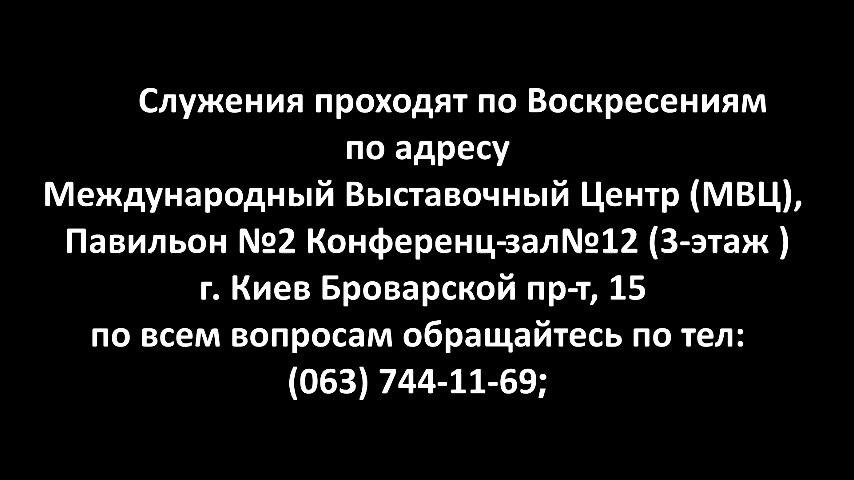 Служения проходят по Воскресениям
по адресу
Международный Выставочный Центр (МВЦ),
Павильон №2 Конференц-зал№12 (3-этаж )
г. Киев Броварской пр-т, 15
по всем вопросам обращайтесь по тел:
(063) 744-11-69;